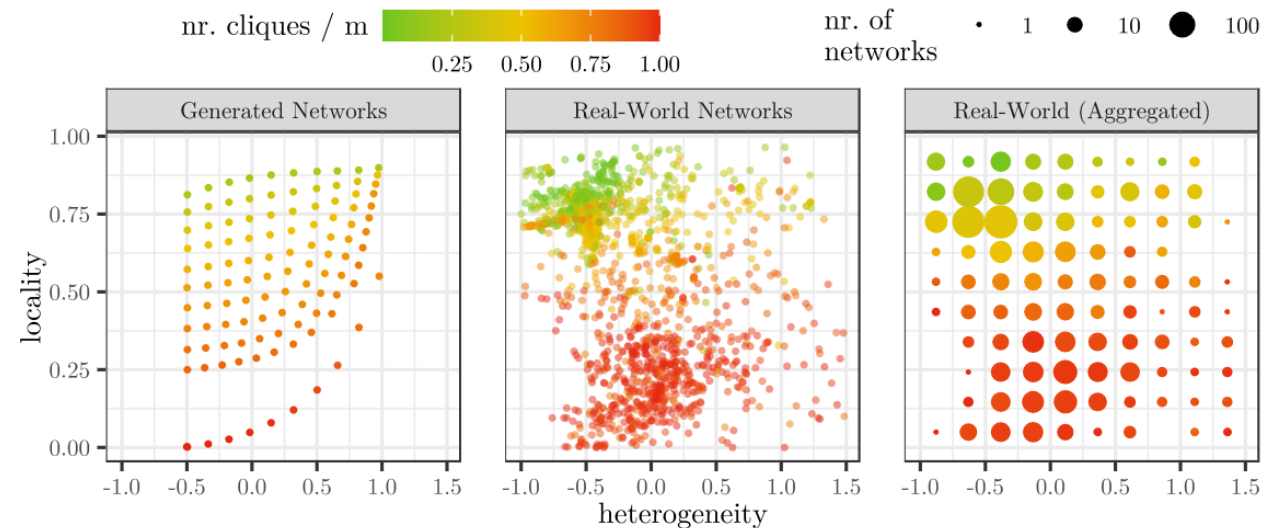 nr. cliques / m
0.25 0.50 0.75 1.00
nr. of
networks
1 10 100
Generated Networks
Real-World Networks
Real-World (Aggregated)
locality
1.00
0.75
0.50
0.25
0.00
-1.0 -0.5 0.0 0.5 1.0 1.5
-1.0 -0.5 0.0 0.5 1.0 1.5
-1.0 -0.5 0.0 0.5 1.0 1.5
heterogeneity